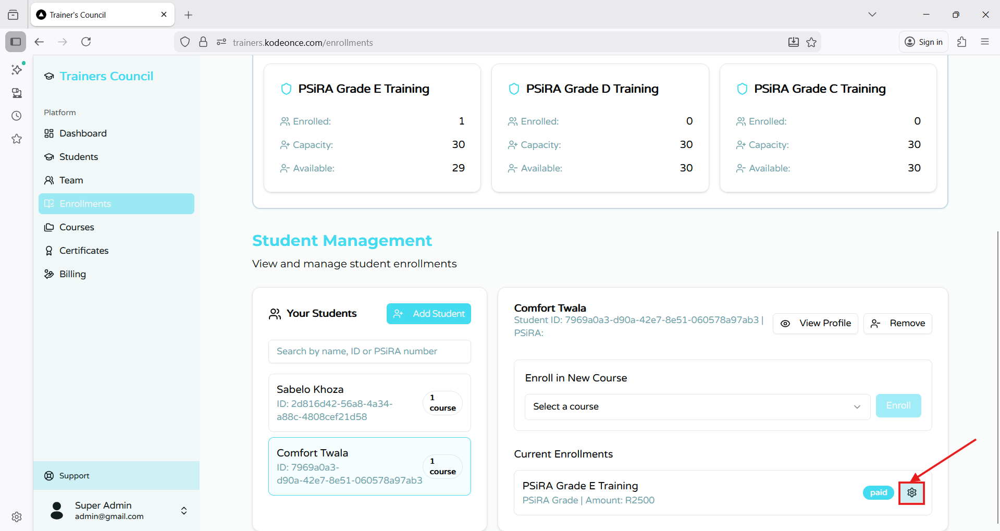 Trainer's Council
trainers.kodeonce.com/enrollments
Sign in
Trainers Council
Platform
Dashboard
Students
Team
Enrollments
Courses
Certificates
Billing
Support
Super Admin
admin@gmail.com
PSiRA Grade E Training
Enrolled: 1
Capacity: 30
Available: 29
PSiRA Grade D Training
Enrolled: 0
Capacity: 30
Available: 30
PSiRA Grade C Training
Enrolled: 0
Capacity: 30
Available: 30
Student Management
View and manage student enrollments
Your Students
Add Student
Search by name, ID or PSiRA number
Sabelo Khoza
ID: 2d816d42-56a8-4a34-
a88c-4808cef21d58
1
course
Comfort Twala
ID: 7969a0a3-
d90a-42e7-8e51-060578a97ab3
1
course
Comfort Twala
Student ID: 7969a0a3-d90a-42e7-8e51-060578a97ab3 |
PSiRA:
View Profile
Remove
Enroll in New Course
Select a course
Enroll
Current Enrollments
PSiRA Grade E Training
PSiRA Grade | Amount: R2500
paid